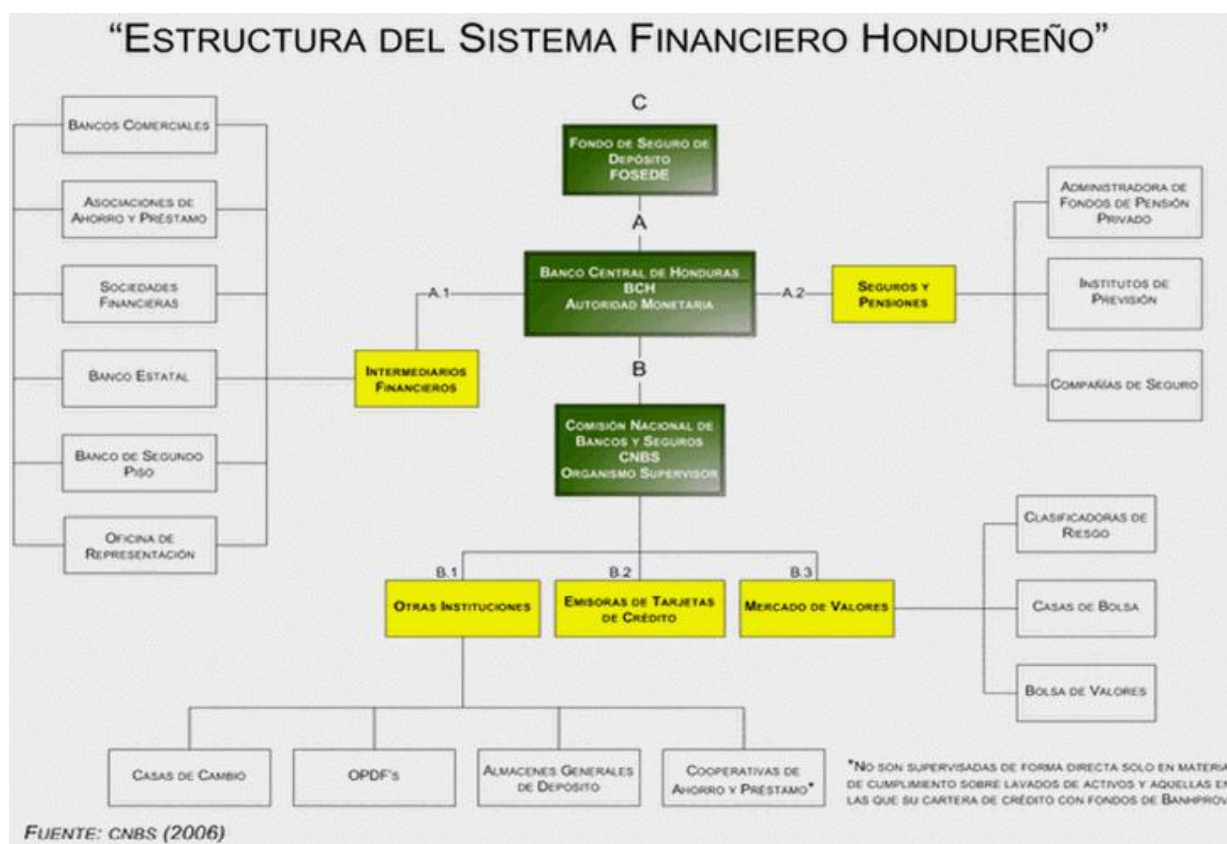 “ESTRUCTURA DEL SISTEMA FINANCIERO HONDUREÑO”
BANCOS COMERCIALES
ASOCIACIONES DE
AHORRO Y PRÉSTAMO
SOCIEDADES
FINANCIERAS
BANCO ESTATAL
BANCO DE SEGUNDO
PISO
OFICINA DE
REPRESENTACIÓN
C
FONDO DE SEGURO DE
DEPÓSITO
FOSEDE
A
BANCO CENTRAL DE HONDURAS
BCH
AUTORIDAD MONETARIA
A.1
INTERMEDIARIOS
FINANCIEROS
A.2
SEGUROS Y
PENSIONES
ADMINISTRADORA DE
FONDOS DE PENSIÓN
PRIVADO
INSTITUTOS DE
PREVISIÓN
COMPAÑÍAS DE SEGURO
B
COMISIÓN NACIONAL DE
BANCOS Y SEGUROS
CNBS
ORGANISMO SUPERVISOR
B.1
OTRAS INSTITUCIONES
B.2
EMISORAS DE TARJETAS
DE CRÉDITO
B.3
MERCADO DE VALORES
CLASIFICADORAS DE
RIESGO
CASAS DE BOLSA
BOLSA DE VALORES
CASAS DE CAMBIO
OPDF's
ALMACENES GENERALES
DE DEPÓSITO
COOPERATIVAS DE
AHORRO Y PRÉSTAMO*
*NO SON SUPERVISADAS DE FORMA DIRECTA SOLO EN MATERIA
DE CUMPLIMIENTO SOBRE LAVADOS DE ACTIVOS Y AQUELLAS EN
LAS QUE SU CARTERA DE CRÉDITO CON FONDOS DE BANHPROV
FUENTE: CNBS (2006)